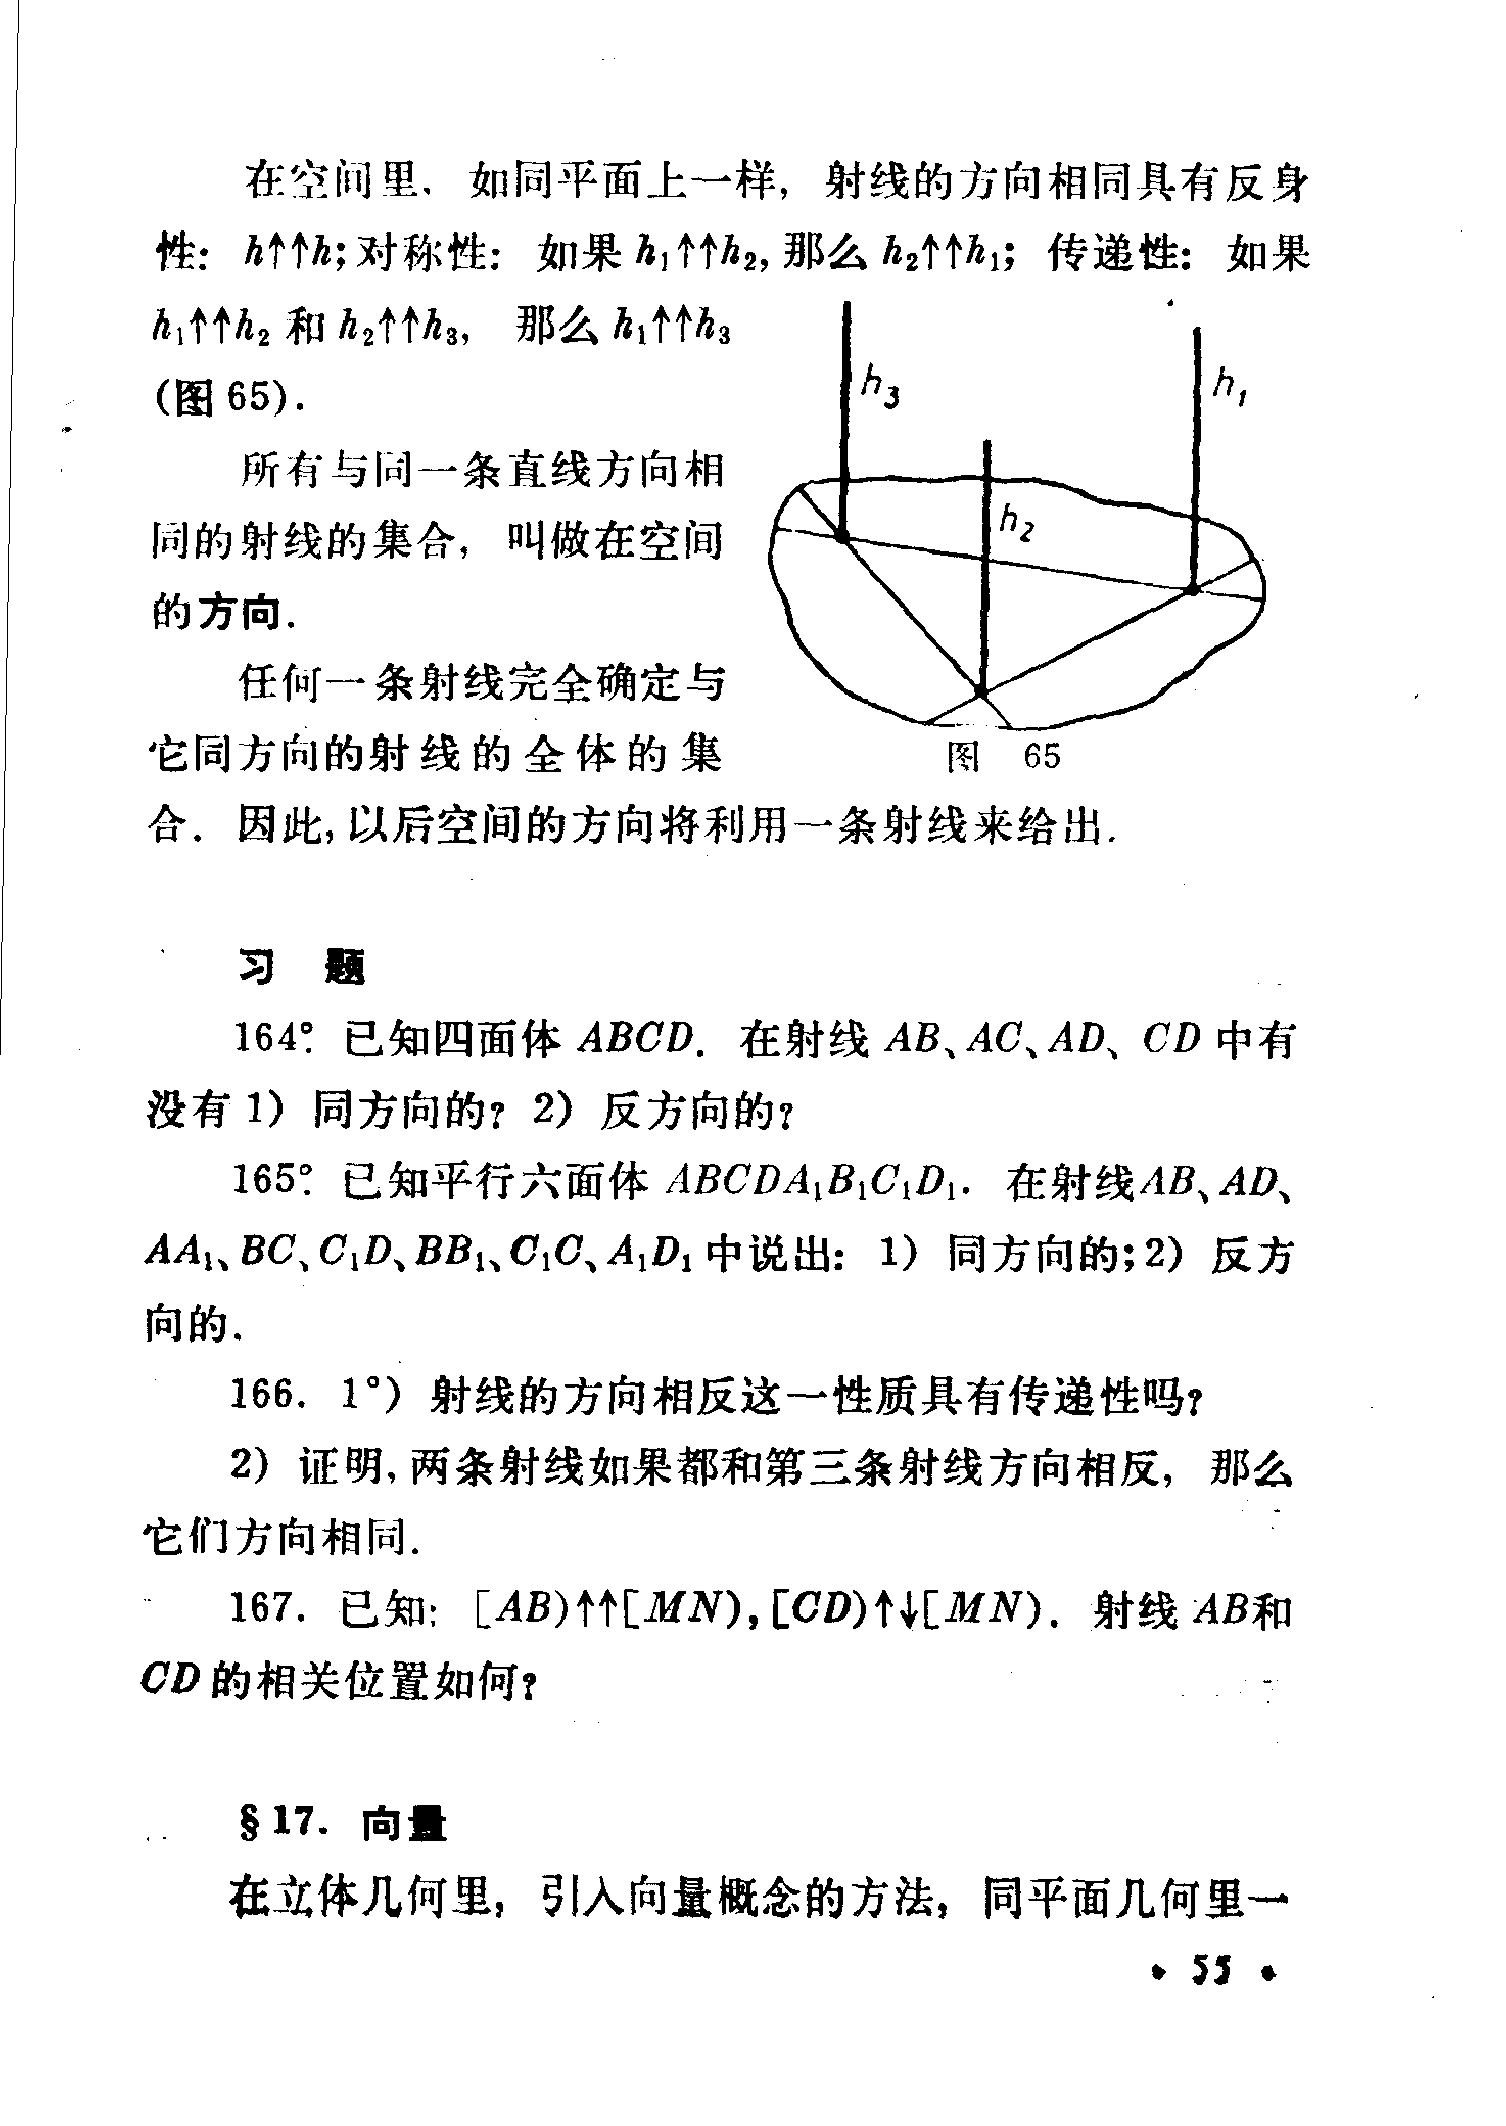 在空间里. 如同平面上一样, 射线的方向相同具有反身
性: h↑↑h; 对称性: 如果 h₁↑↑h₂, 那么 h₂↑↑h₁; 传递性: 如果
h₁↑↑h₂ 和 h₂↑↑h₃, 那么 h₁↑↑h₃
(图 65).
h₃
h₁
h₂
图 65
所有与同一条直线方向相
同的射线的集合, 叫做在空间
的方向.
任何一条射线完全确定与
它同方向的射线的全体的集
合. 因此, 以后空间的方向将利用一条射线来给出.
习 题
164°. 已知四面体 ABCD. 在射线 AB、AC、AD、CD 中有
没有 1) 同方向的? 2) 反方向的?
165°. 已知平行六面体 ABCDA₁B₁C₁D₁. 在射线AB、AD、
AA₁、BC、C₁D、BB₁、C₁C、A₁D₁ 中说出: 1) 同方向的; 2) 反方
向的.
166. 1°) 射线的方向相反这一性质具有传递性吗?
2) 证明, 两条射线如果都和第三条射线方向相反, 那么
它们方向相同.
167. 已知: [AB)↑↑[MN), [CD)↑↓[MN). 射线 AB和
CD 的相关位置如何?
§17. 向量
在立体几何里, 引入向量概念的方法, 同平面几何里一
• 55 •